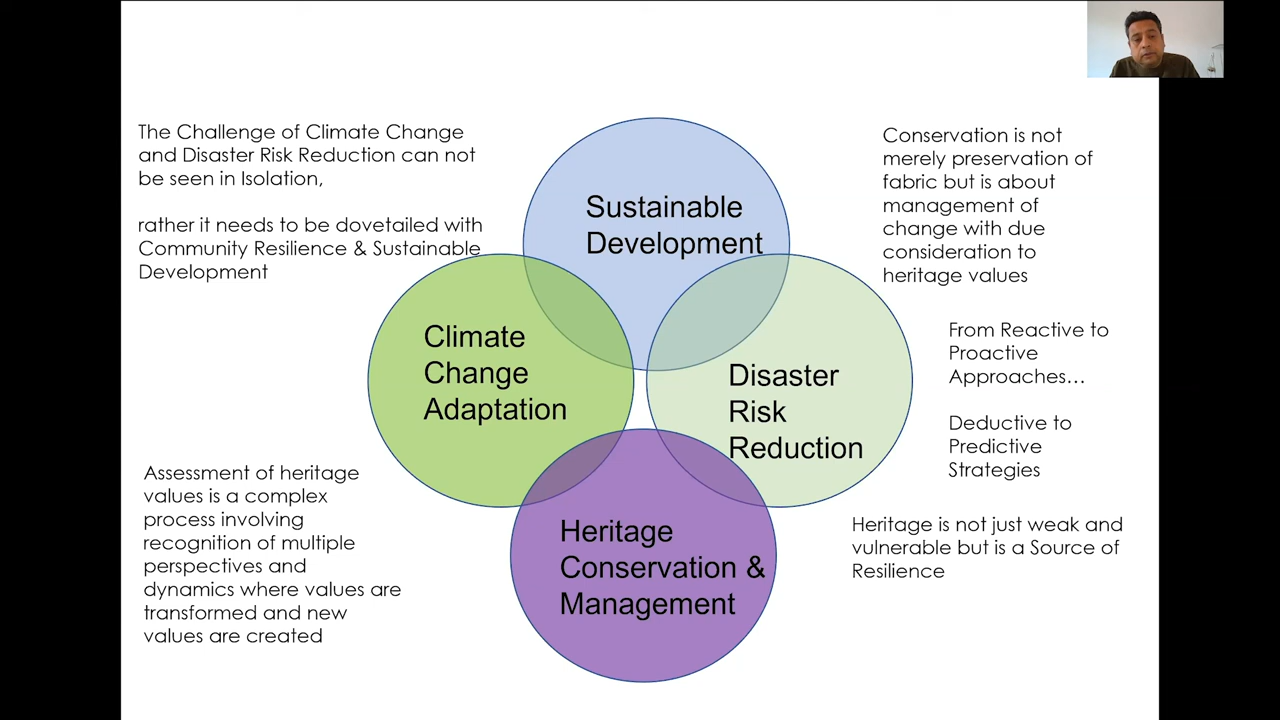 The Challenge of Climate Change
and Disaster Risk Reduction can not
be seen in Isolation,
rather it needs to be dovetailed with
Community Resilience & Sustainable
Development
Sustainable
Development
Conservation is not
merely preservation of
fabric but is about
management of
change with due
consideration to
heritage values
Climate
Change
Adaptation
Disaster
Risk
Reduction
From Reactive to
Proactive
Approaches...
Deductive to
Predictive
Strategies
Assessment of heritage
values is a complex
process involving
recognition of multiple
perspectives and
dynamics where values are
transformed and new
values are created
Heritage
Conservation &
Management
Heritage is not just weak and
vulnerable but is a Source of
Resilience